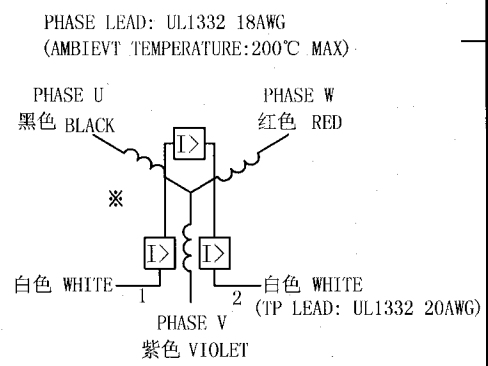 PHASE LEAD: UL1332 18AWG
(AMBIEVT TEMPERATURE:200℃ MAX)
PHASE U
黑色 BLACK
PHASE W
红色 RED
I>
※
I>
I>
白色 WHITE
1
2
白色 WHITE
(TP LEAD: UL1332 20AWG)
PHASE V
紫色 VIOLET